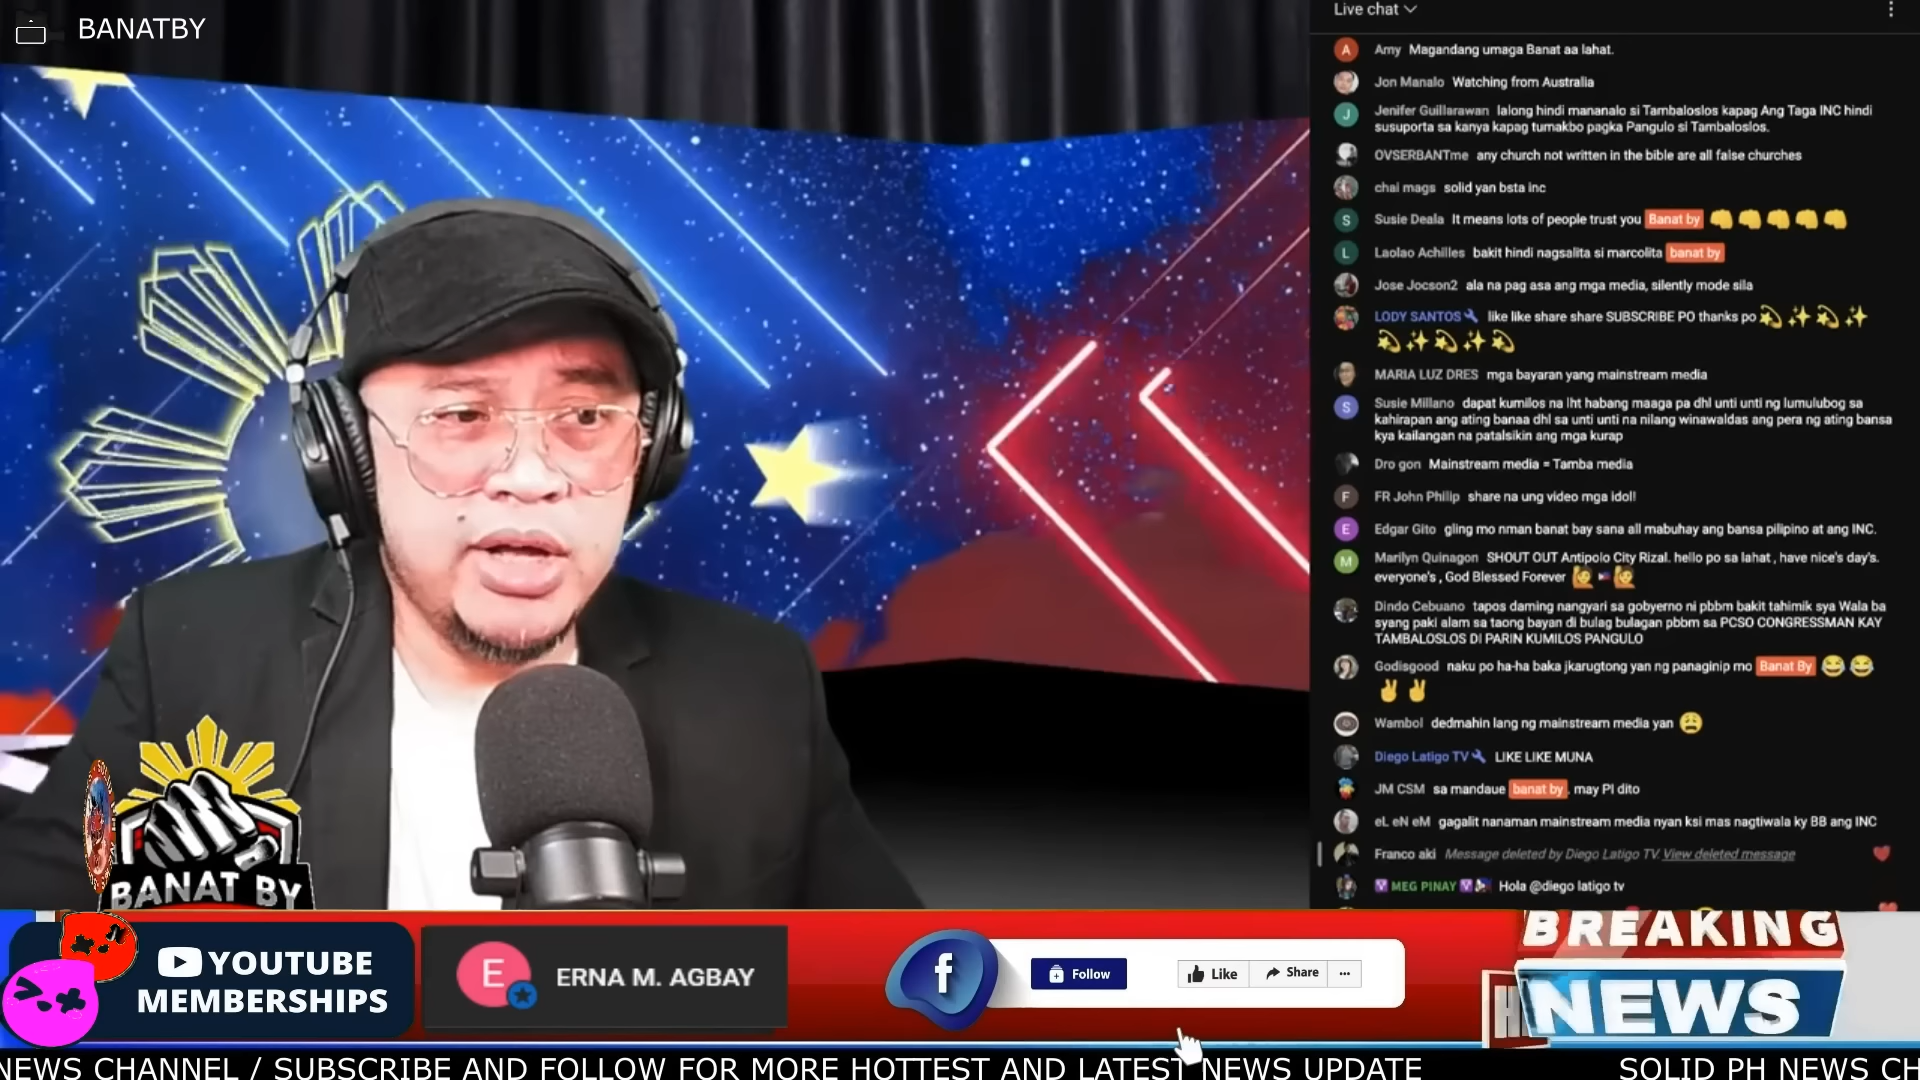 BANATBY
Live chat
Amy Magandang umaga Banat aa lahat.
Jon Manalo Watching from Australia
Jenifer Guillarawan lalong hindi mananalo si Tambaloslos kapag Ang Taga INC hindi
susuporta sa kanya kapag tumakbo pagka Pangulo si Tambaloslos.
OVSERBANTme any church not written in the bible are all false churches
chai mags solid yan bsta inc
Susie Deala It means lots of people trust you Banat by
Laolao Achilles bakit hindi nagsalita si marcolita banat by
Jose Jocson2 ala na pag asa ang mga media, silently mode sila
LODY SANTOS like like share share SUBSCRIBE PO thanks po
MARIA LUZ DRES mga bayaran yang mainstream media
Susie Millano dapat kumilos na lht habang maaga pa dhl unti unti ng lumulubog sa
kahirapan ang ating banaa dhl sa unti unti na nilang winawaldas ang pera ng ating bansa
kya kailangan na patalsikin ang mga kurap
Dro gon Mainstream media = Tamba media
FR John Philip share na ung video mga idol!
Edgar Gito gling mo nman banat bay sana all mabuhay ang bansa pilipino at ang INC.
Marilyn Quinagon SHOUT OUT Antipolo City Rizal. hello po sa lahat , have nice's day's.
everyone's , God Blessed Forever
Dindo Cebuano tapos daming nangyari sa gobyerno ni pbbm bakit tahimik sya Wala ba
syang paki alam sa taong bayan di bulag bulagan pbbm sa PCSO CONGRESSMAN KAY
TAMBALOSLOS DI PARIN KUMILOS PANGULO
Godisgood naku po ha-ha baka jkarugtong yan ng panaginip mo Banat By
Wambol dedmahin lang ng mainstream media yan
Diego Latigo TV LIKE LIKE MUNA
JM CSM sa mandaue banat by, may PI dito
eL eN eM gagalit nanaman mainstream media nyan ksi mas nagtiwala ky BB ang INC
Franco aki Message deleted by Diego Latigo TV. View deleted message
MEG PINAY Hola @diego latigo tv
BANAT BY
YOUTUBE
MEMBERSHIPS
E
ERNA M. AGBAY
f
Follow
Like
Share
BREAKING
NEWS
NEWS CHANNEL / SUBSCRIBE AND FOLLOW FOR MORE HOTTEST AND LATEST NEWS UPDATE SOLID PH NEWS CH